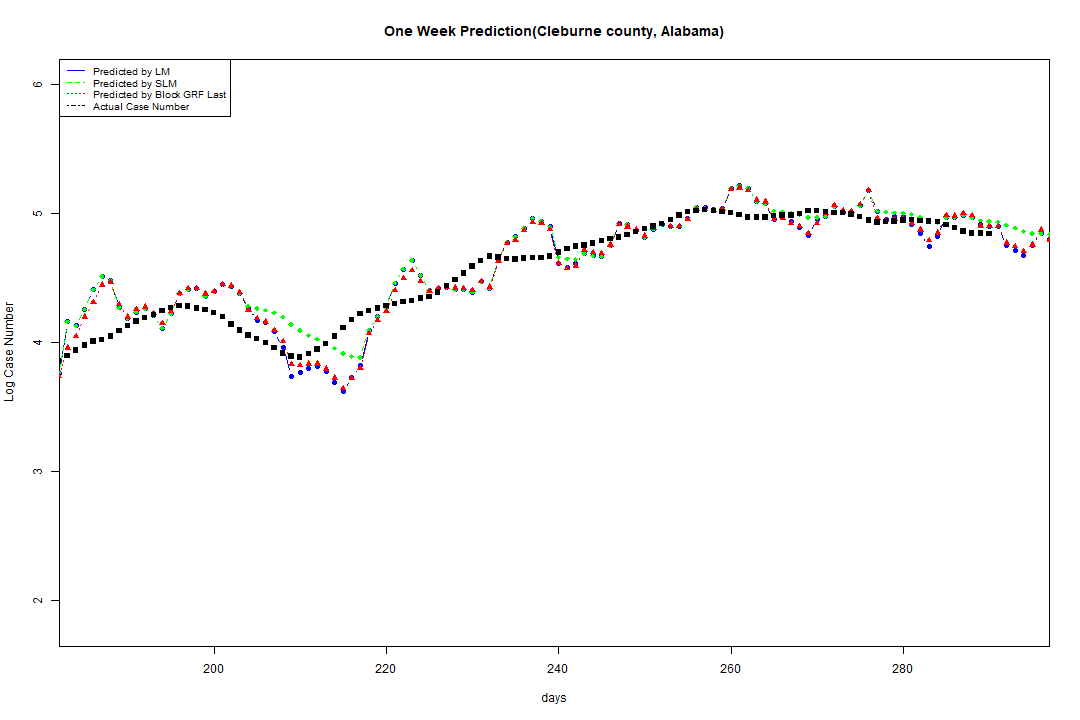 One Week Prediction(Cleburne county, Alabama)
Predicted by LM
Predicted by SLM
Predicted by Block GRF Last
Actual Case Number
Log Case Number
6
5
4
3
2
200 220 240 260 280
days